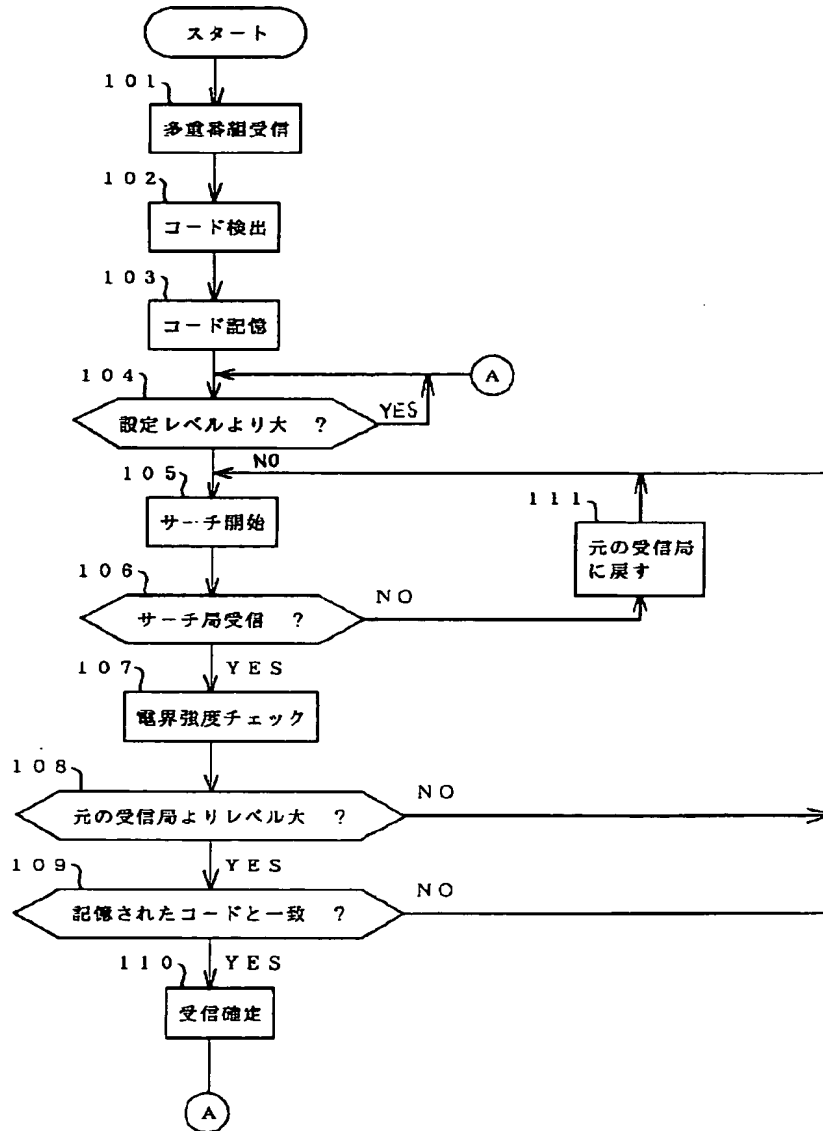 スタート
101
多重番組受信
102
コード検出
103
コード記憶
A
104
設定レベルより大 ?
YES
NO
105
サーチ開始
111
元の受信局
に戻す
106
サーチ局受信 ?
NO
YES
107
電界強度チェック
108
元の受信局よりレベル大 ?
NO
YES
109
記憶されたコードと一致 ?
NO
YES
110
受信確定
A